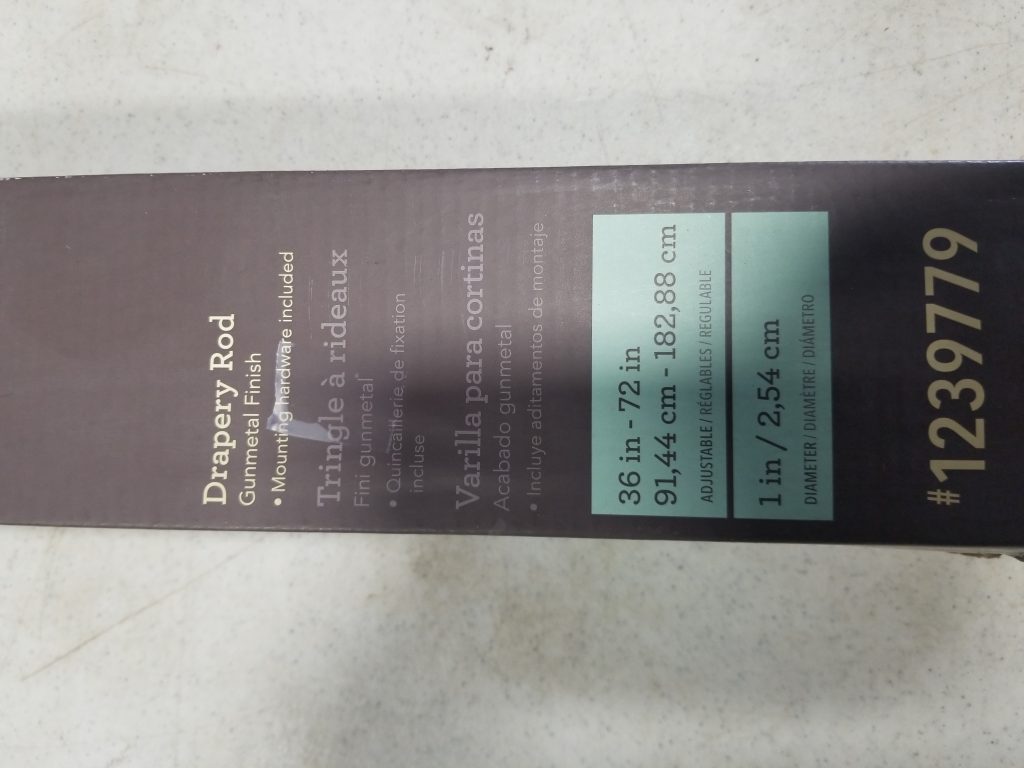 Drapery Rod
Gunmetal Finish
• Mounting hardware included
Tringle à rideaux
Fini gunmetal
• Quincaillerie de fixation
incluse
Varilla para cortinas
Acabado gunmetal
• Incluye aditamentos de montaje
36 in - 72 in
91,44 cm - 182,88 cm
ADJUSTABLE / RÉGLABLES / REGULABLE
1 in / 2,54 cm
DIAMETER / DIAMÈTRE / DIÁMETRO
#1239779